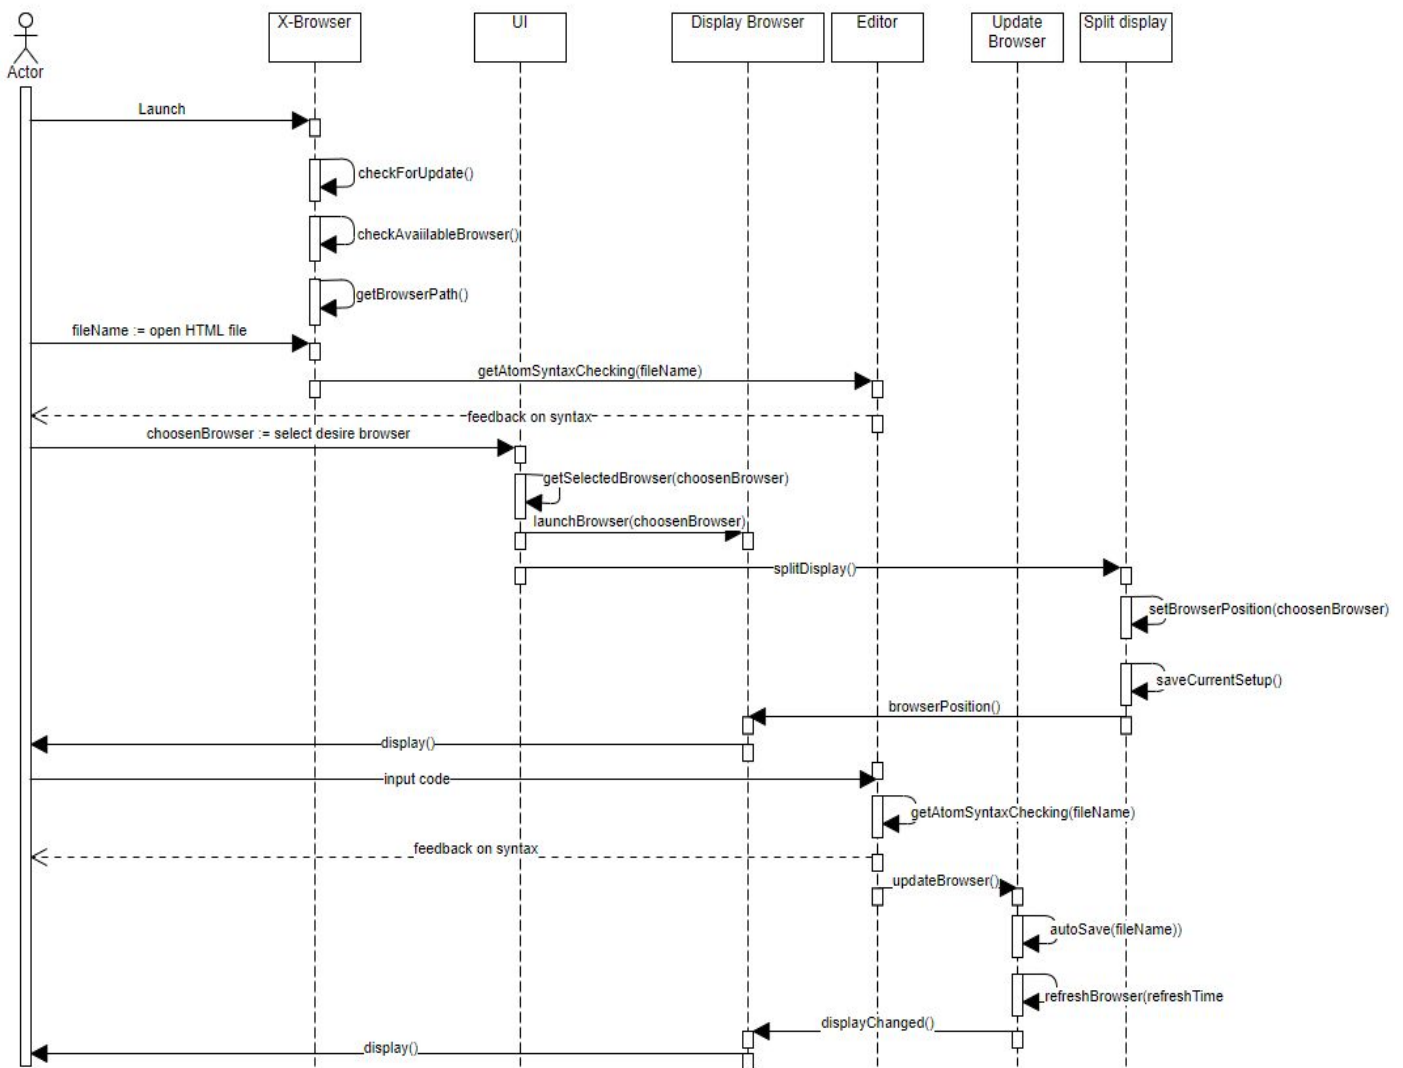 X-Browser
UI
Display Browser
Editor
Update
Browser
Split display
Actor
Launch
checkForUpdate()
checkAvaiilableBrowser()
getBrowserPath()
fileName := open HTML file
getAtomSyntaxChecking(fileName)
feedback on syntax
choosenBrowser := select desire browser
getSelectedBrowser(choosenBrowser)
launchBrowser(choosenBrowser)
splitDisplay()
setBrowserPosition(choosenBrowser)
saveCurrentSetup()
browserPosition()
display()
input code
getAtomSyntaxChecking(fileName)
feedback on syntax
updateBrowser()
autoSave(fileName))
refreshBrowser(refreshTime
displayChanged()
display()